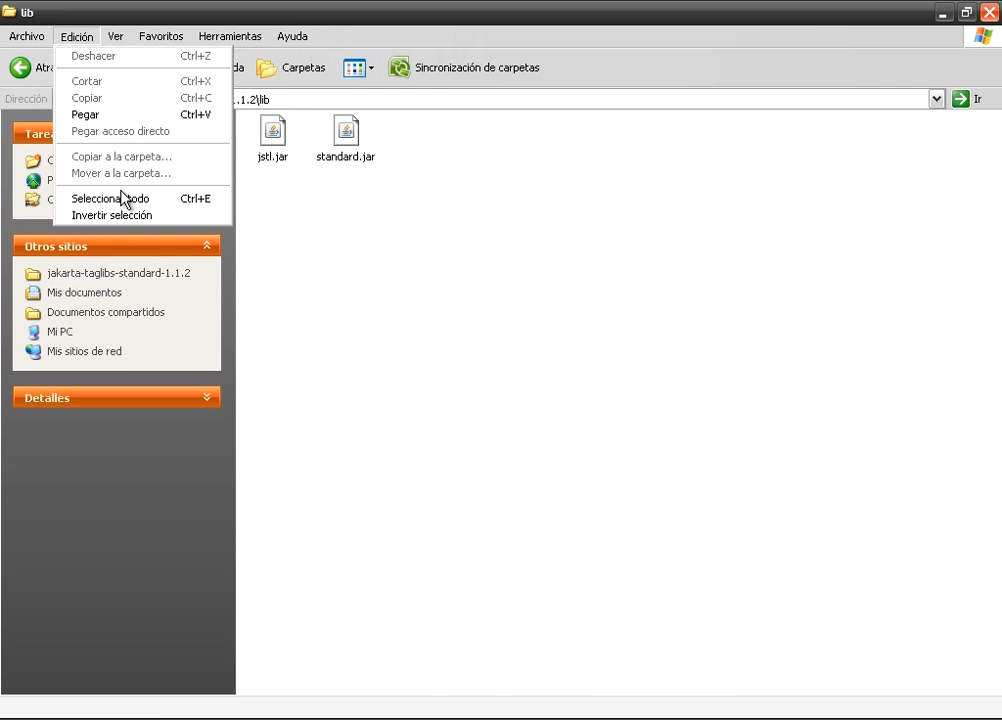 lib
Archivo Edición Ver Favoritos Herramientas Ayuda
Deshacer Ctrl+Z
Cortar Ctrl+X
Copiar Ctrl+C
Pegar Ctrl+V
Pegar acceso directo
Copiar a la carpeta...
Mover a la carpeta...
Seleccionar todo Ctrl+E
Invertir selección
Carpetas
Sincronización de carpetas
Dirección
.1.2\lib
Ir
jstl.jar
standard.jar
Otros sitios
jakarta-taglibs-standard-1.1.2
Mis documentos
Documentos compartidos
Mi PC
Mis sitios de red
Detalles